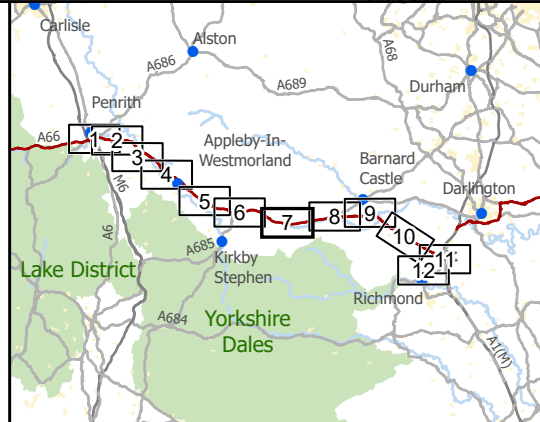 Carlisle
Alston
A686
A68
A689
Durham
Penrith
A66
1
2
3
4
5
6
7
8
9
10
11
12
Appleby-In-
Westmorland
Barnard
Castle
Darlington
M6
A6
A685
Kirkby
Stephen
Lake District
Richmond
A684
Yorkshire
Dales
A1(M)